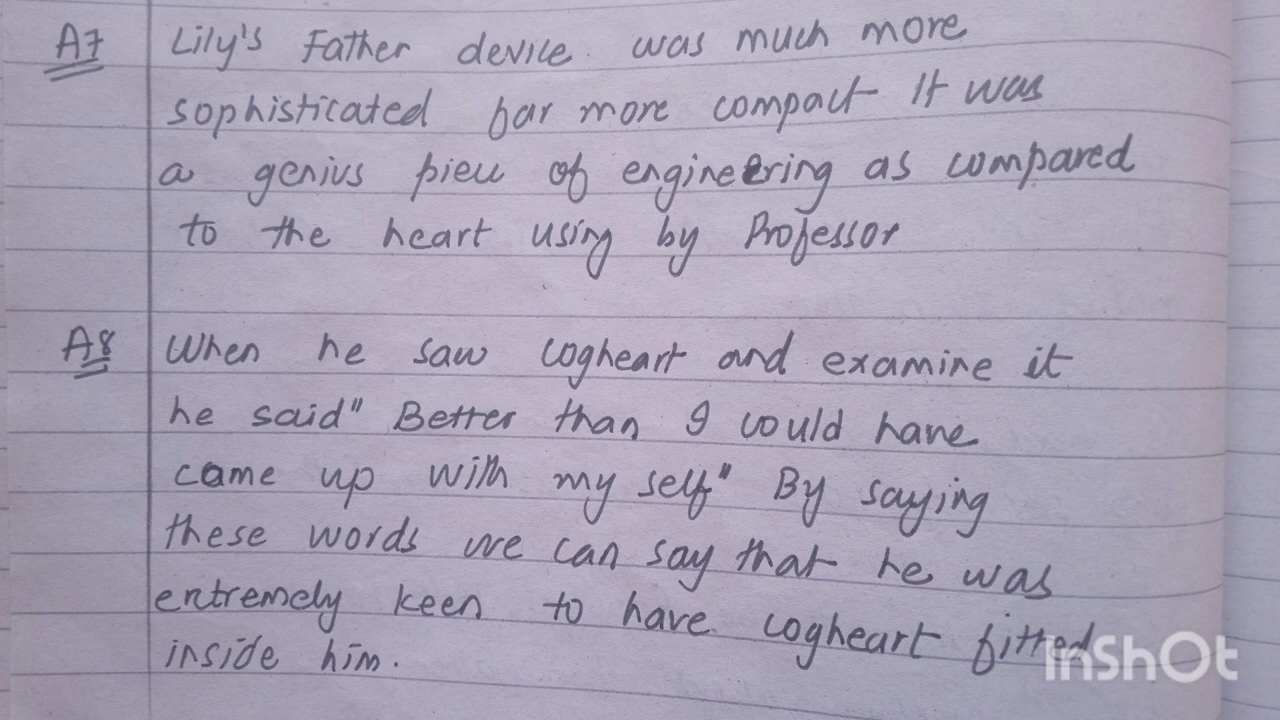 A7 Lily's Father device was much more
sophisticated far more compact It was
a genius piece of engineering as compared
to the heart using by Professor
A8 When he saw cogheart and examine it
he said" Better than I could have
came up with my self" By saying
these words we can say that he was
extremely keen to have cogheart fitted
inside him.
InShOt